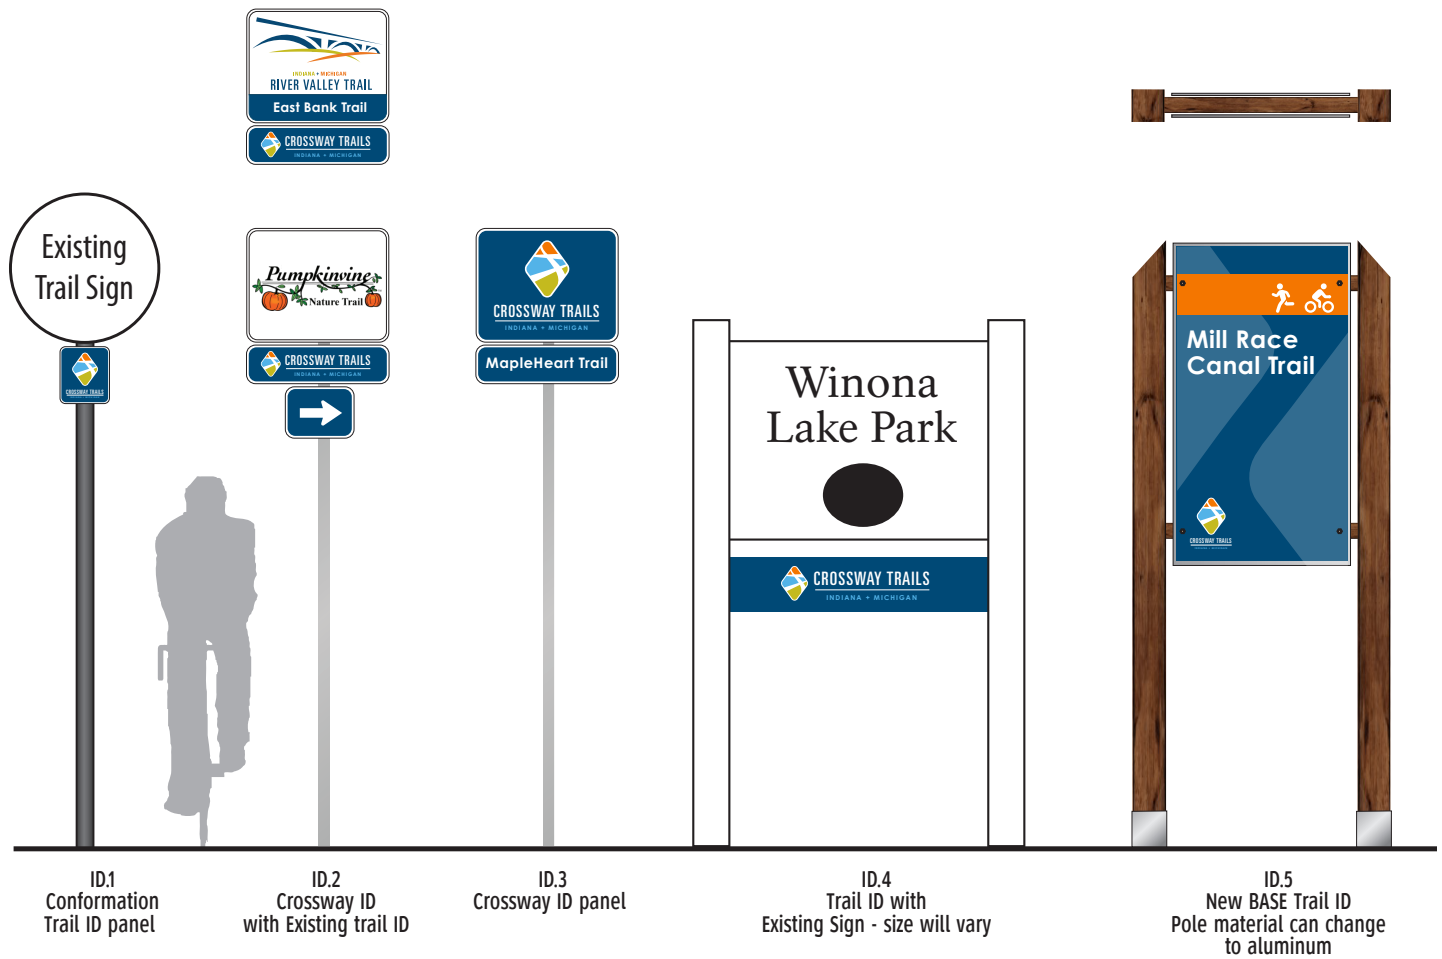 INDIANA + MICHIGAN
RIVER VALLEY TRAIL
East Bank Trail
CROSSWAY TRAILS
INDIANA + MICHIGAN
Existing
Trail Sign
CROSSWAY TRAILS
Pumpkinvine
Nature Trail
CROSSWAY TRAILS
INDIANA + MICHIGAN
CROSSWAY TRAILS
INDIANA + MICHIGAN
MapleHeart Trail
Winona
Lake Park
CROSSWAY TRAILS
INDIANA + MICHIGAN
Mill Race
Canal Trail
CROSSWAY TRAILS
INDIANA + MICHIGAN
ID.1
Conformation
Trail ID panel
ID.2
Crossway ID
with Existing trail ID
ID.3
Crossway ID panel
ID.4
Trail ID with
Existing Sign - size will vary
ID.5
New BASE Trail ID
Pole material can change
to aluminum